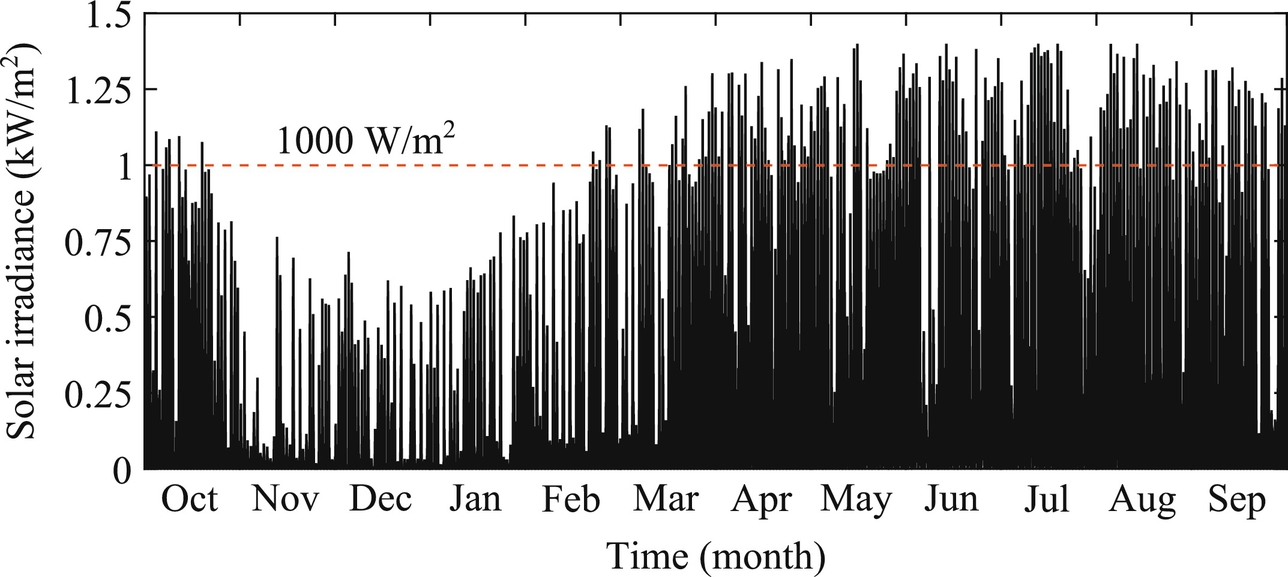 Solar irradiance (kW/m²)
1.5
1.25
1
0.75
0.5
0.25
0
1000 W/m²
Oct Nov Dec Jan Feb Mar Apr May Jun Jul Aug Sep
Time (month)